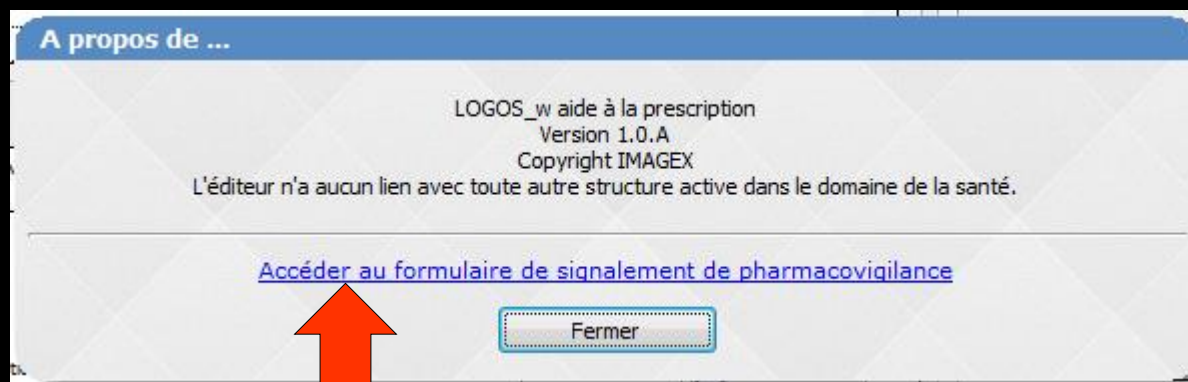 A propos de ...
LOGOS_w aide à la prescription
Version 1.0.A
Copyright IMAGEX
L'éditeur n'a aucun lien avec toute autre structure active dans le domaine de la santé.
Accéder au formulaire de signalement de pharmacovigilance
Fermer